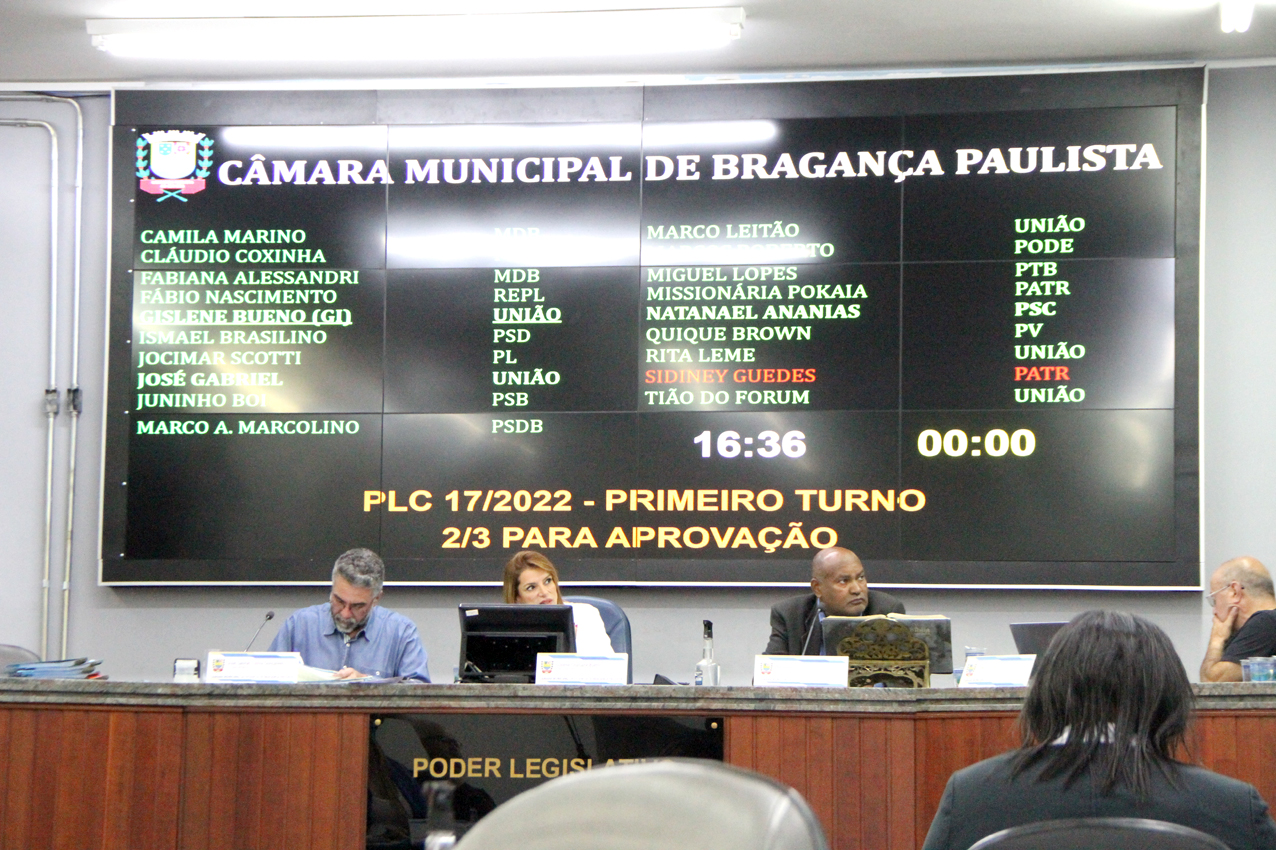 CÂMARA MUNICIPAL DE BRAGANÇA PAULISTA
CAMILA MARINO MDB MARCO LEITÃO UNIÃO
CLÁUDIO COXINHA PODE
FABIANA ALESSANDRI MDB MIGUEL LOPES PTB
FÁBIO NASCIMENTO REPL MISSIONÁRIA POKAIA PATR
GISLENE BUENO (GI) UNIÃO NATANAEL ANANIAS PSC
ISMAEL BRASILINO PSD QUIQUE BROWN PV
JOCIMAR SCOTTI PL RITA LEME UNIÃO
JOSÉ GABRIEL UNIÃO SIDINEY GUEDES PATR
JUNINHO BOI PSB TIÃO DO FORUM UNIÃO
MARCO A. MARCOLINO PSDB
16:36 00:00
PLC 17/2022 - PRIMEIRO TURNO
2/3 PARA APROVAÇÃO
PODER LEGISLATIVO